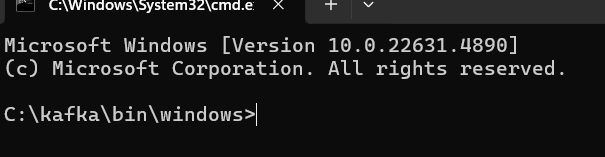 C:\Windows\System32\cmd.e
Microsoft Windows [Version 10.0.22631.4890]
(c) Microsoft Corporation. All rights reserved.
C:\kafka\bin\windows>